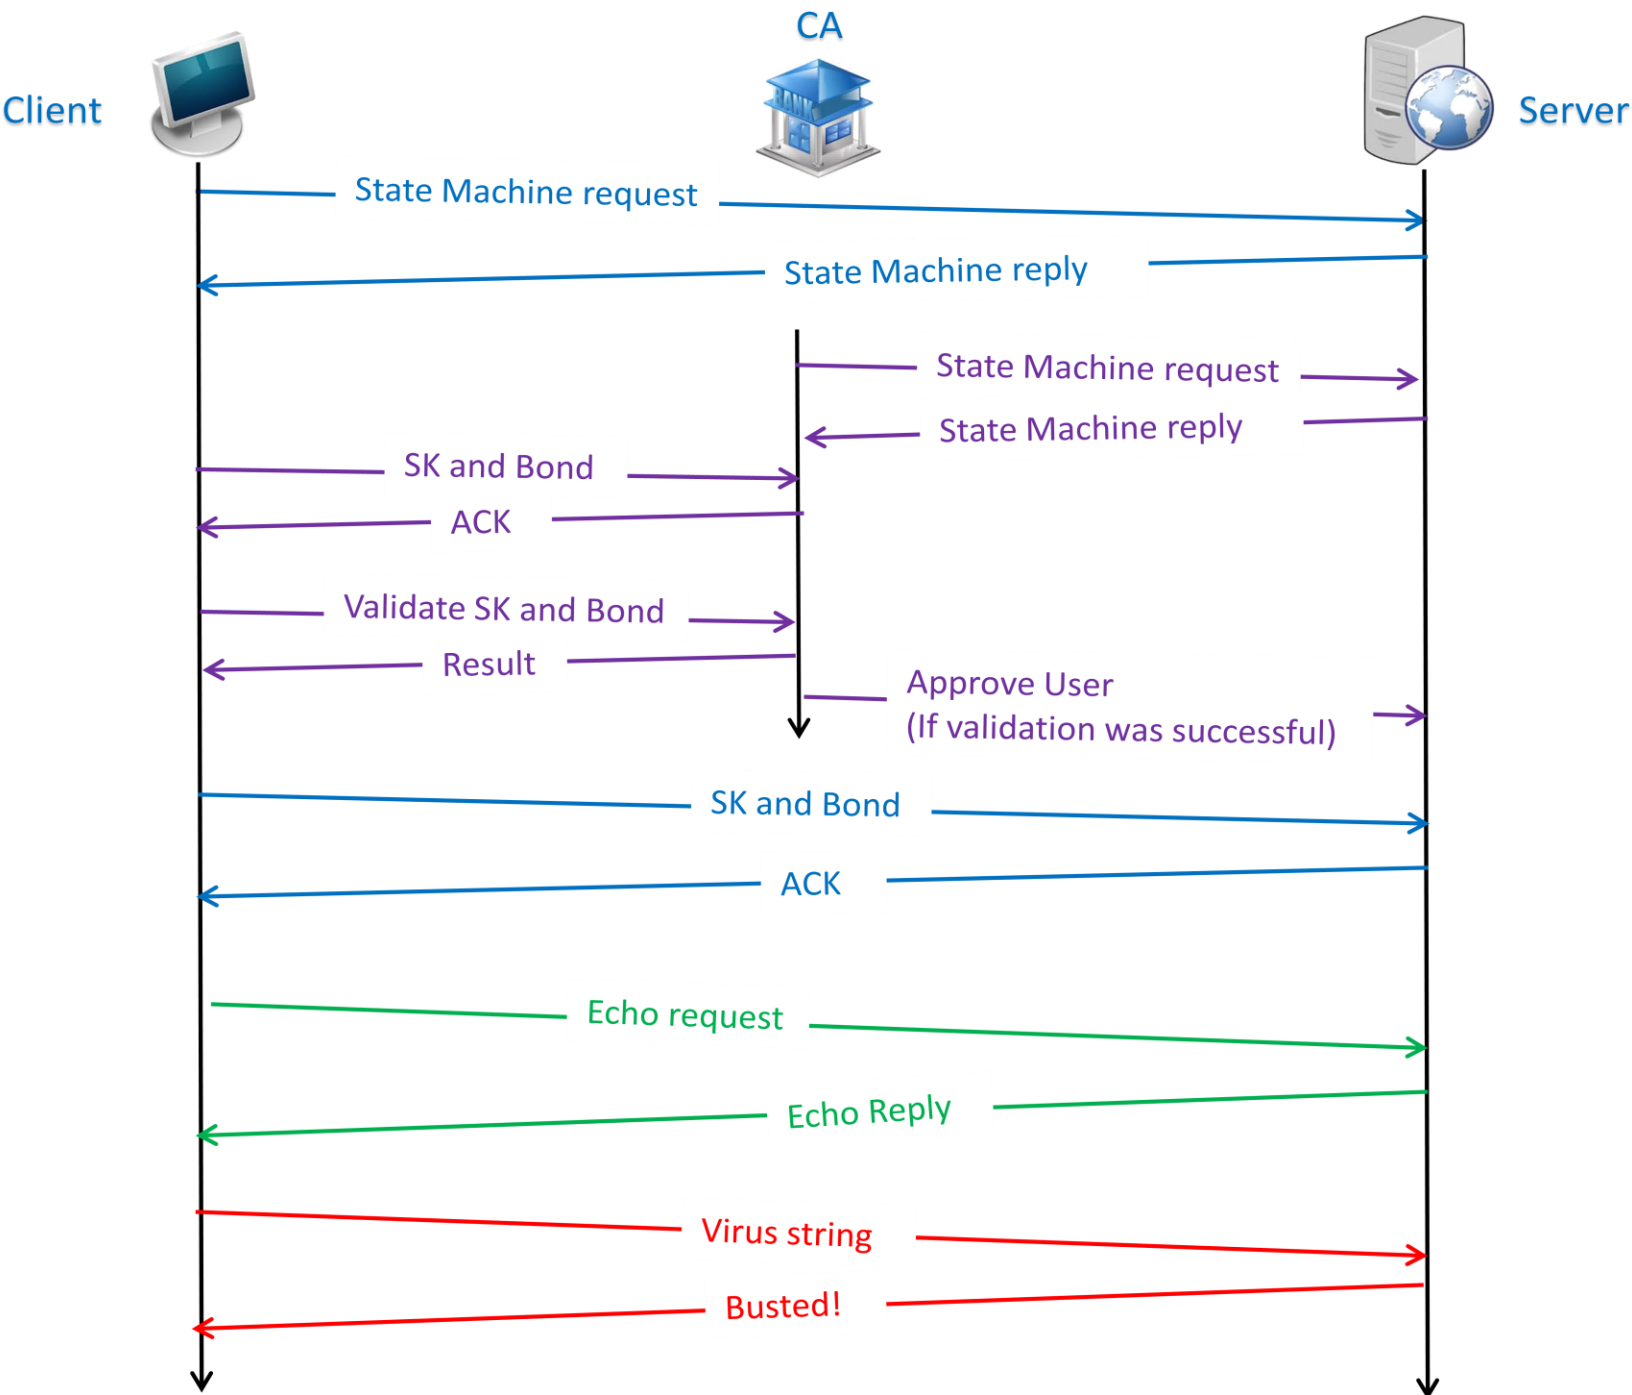 CA
Client
BANK
Server
State Machine request
State Machine reply
State Machine request
State Machine reply
SK and Bond
ACK
Validate SK and Bond
Result
Approve User
(If validation was successful)
SK and Bond
ACK
Echo request
Echo Reply
Virus string
Busted!